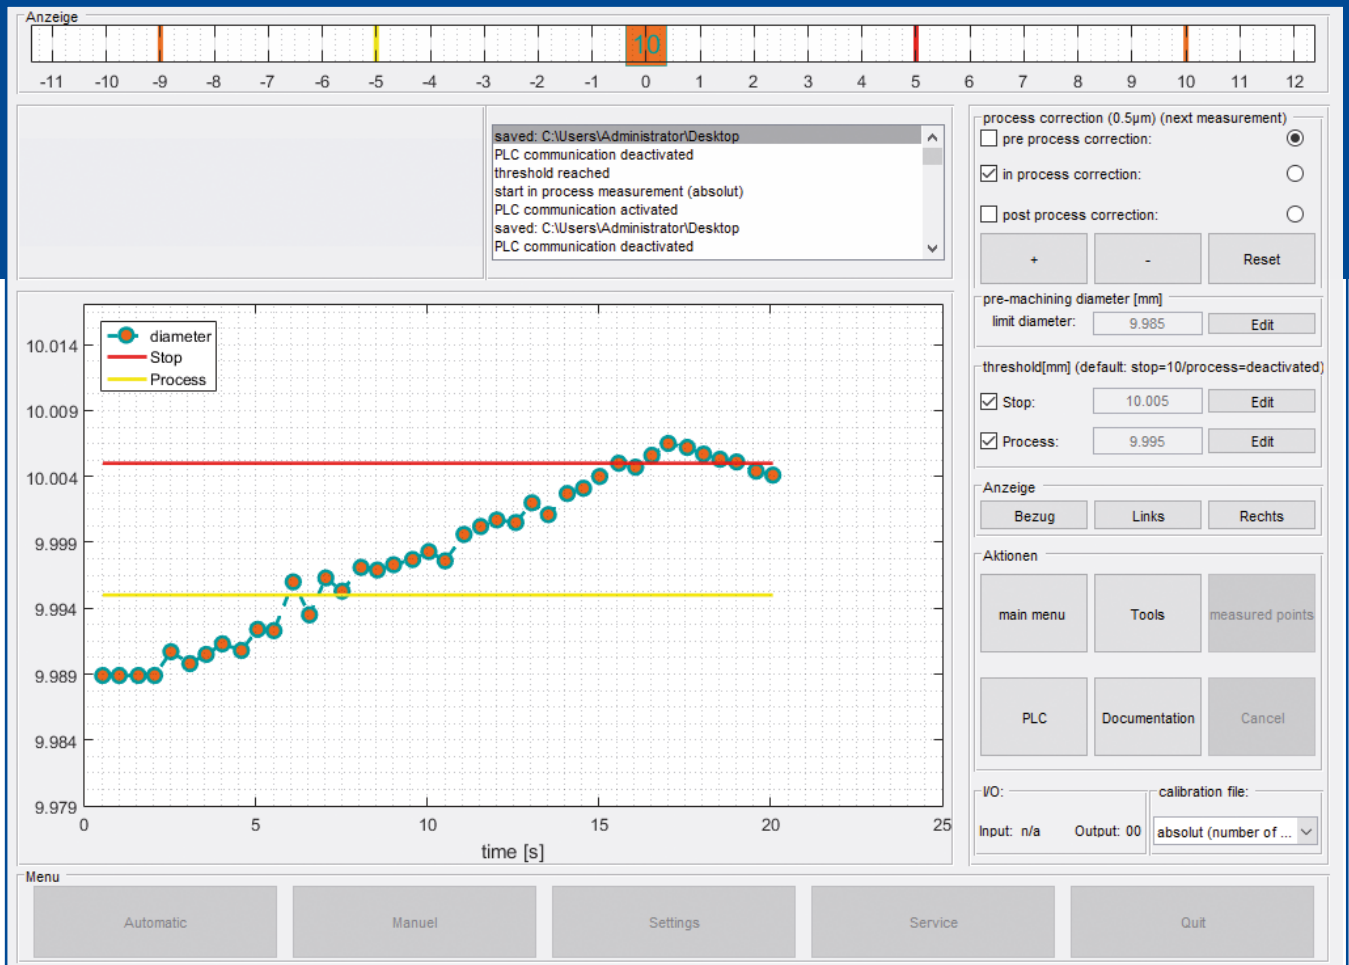 Anzeige
10
-11 -10 -9 -8 -7 -6 -5 -4 -3 -2 -1 0 1 2 3 4 5 6 7 8 9 10 11 12
saved: C:\Users\Administrator\Desktop
PLC communication deactivated
threshold reached
start in process measurement (absolut)
PLC communication activated
saved: C:\Users\Administrator\Desktop
PLC communication deactivated
process correction (0.5µm) (next measurement)
pre process correction:
in process correction:
post process correction:
+ - Reset
pre-machining diameter [mm]
limit diameter: 9.985 Edit
threshold[mm] (default: stop=10/process=deactivated)
Stop: 10.005 Edit
Process: 9.995 Edit
Anzeige
Bezug Links Rechts
Aktionen
main menu Tools measured points
PLC Documentation Cancel
I/O:
Input: n/a Output: 00
calibration file:
absolut (number of ...
diameter
Stop
Process
10.014
10.009
10.004
9.999
9.994
9.989
9.984
9.979
0 5 10 15 20 25
time [s]
Menu
Automatic Manuel Settings Service Quit